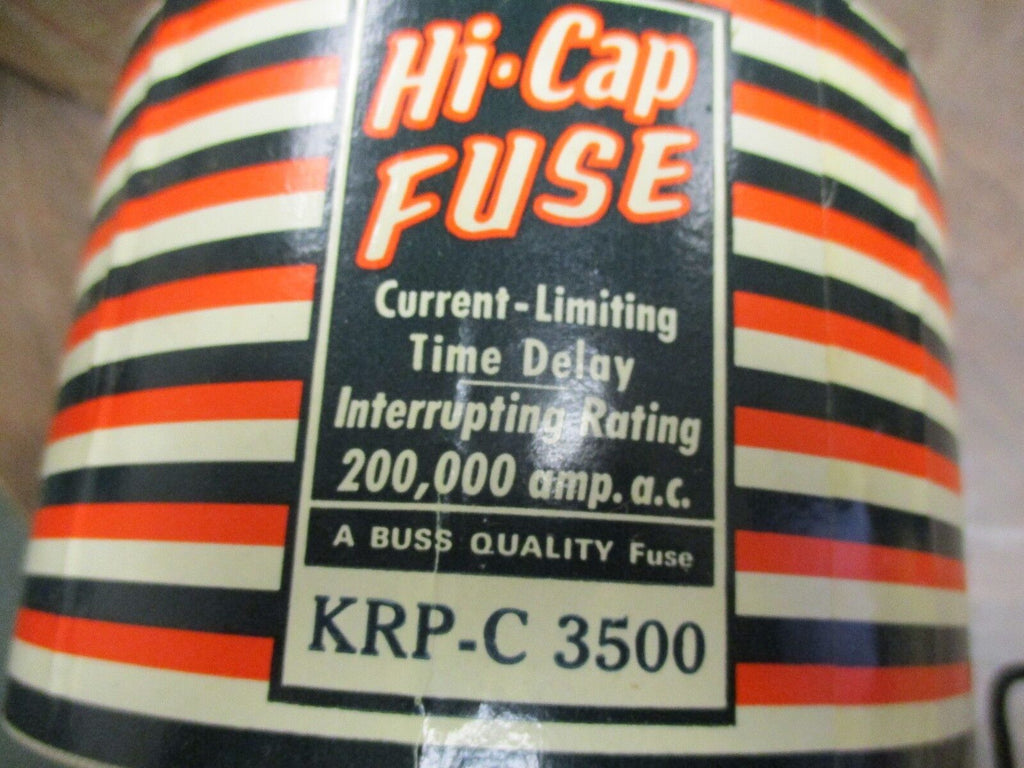 Hi-Cap
FUSE
Current-Limiting
Time Delay
Interrupting Rating
200,000 amp. a.c.
A BUSS QUALITY Fuse
KRP-C 3500